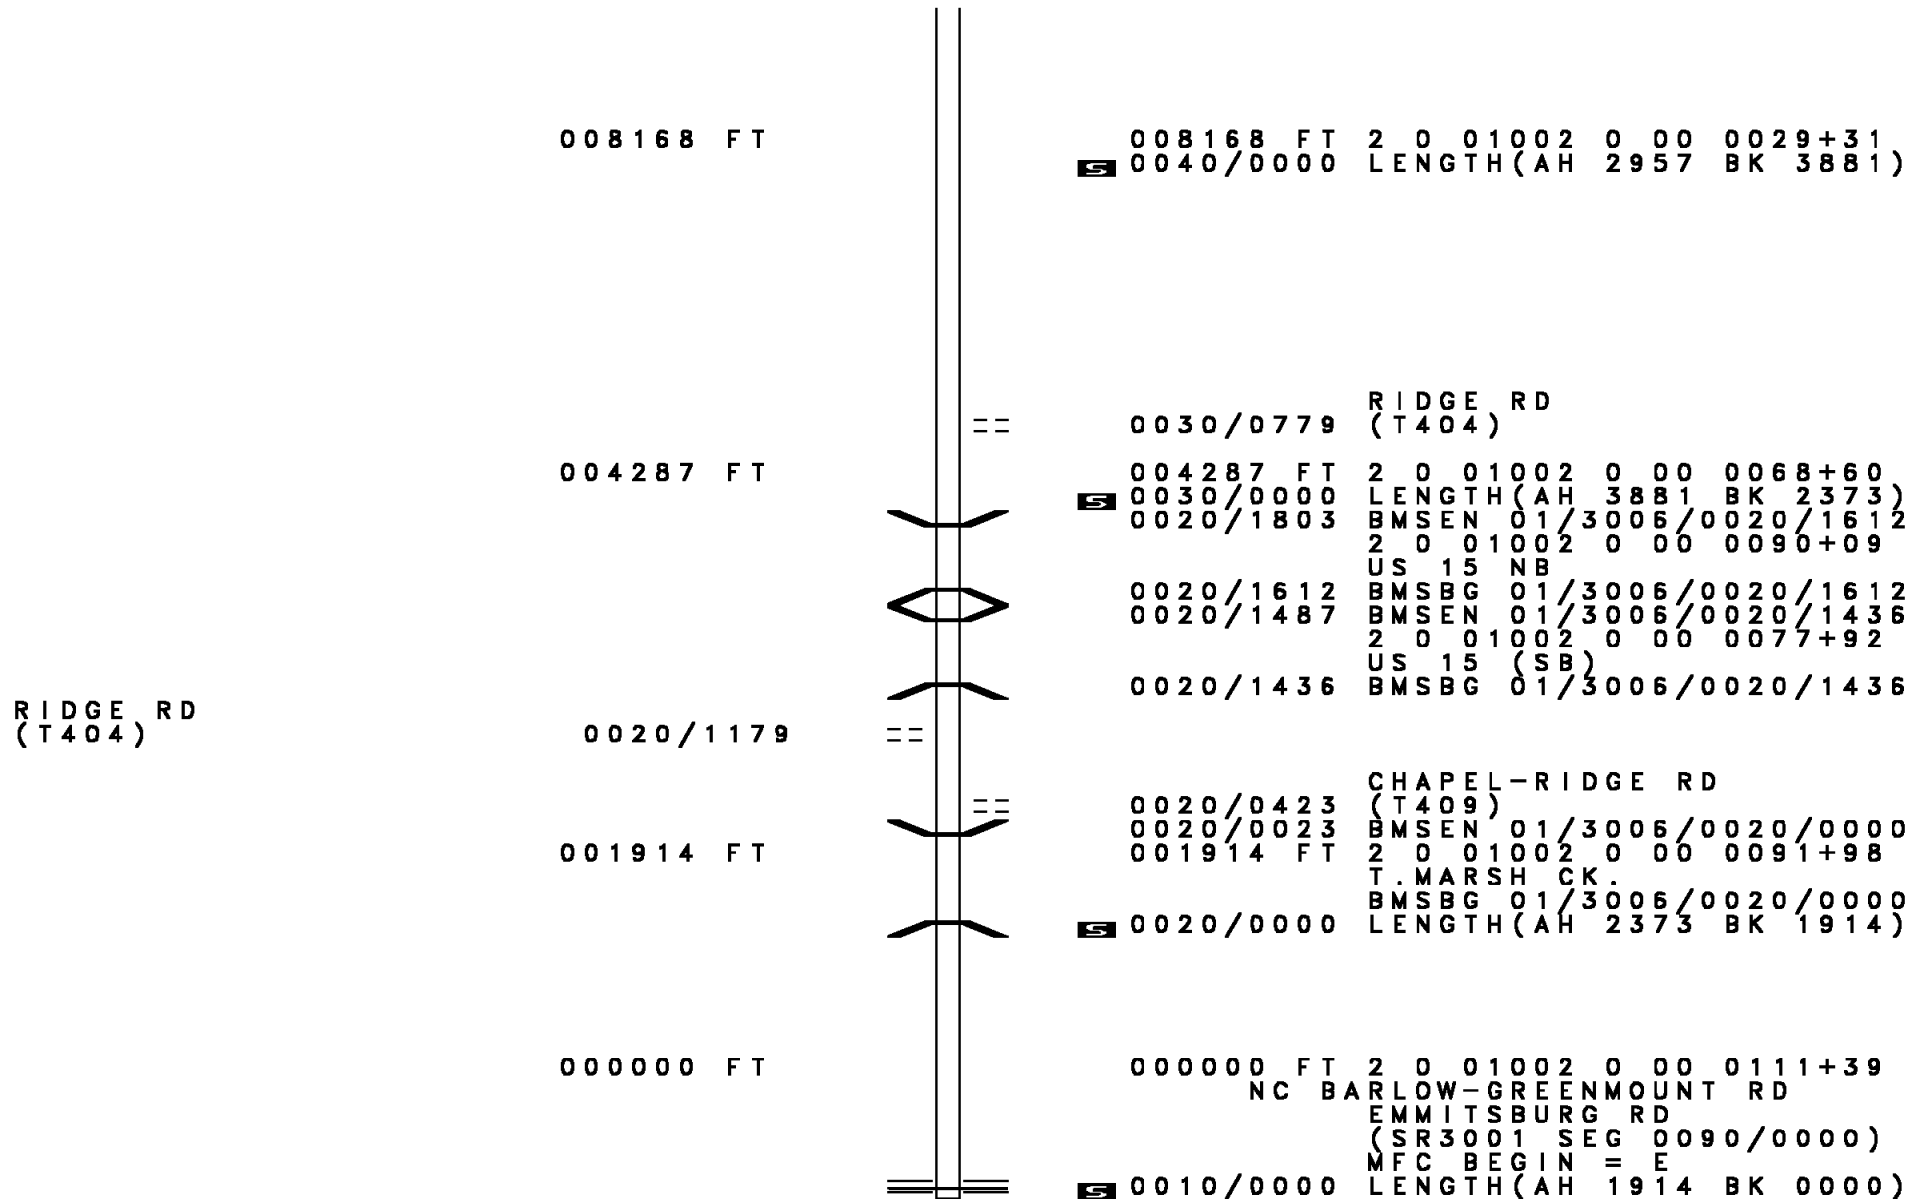 008168 FT 008168 FT 2 0 01002 0 00 0029+31
S 0040/0000 LENGTH(AH 2957 BK 3881)
RIDGE RD
0030/0779 (T404)
004287 FT 004287 FT 2 0 01002 0 00 0068+60
S 0030/0000 LENGTH(AH 3881 BK 2373)
0020/1803 BMSEN 01/3006/0020/1612
2 0 01002 0 00 0090+09
US 15 NB
0020/1612 BMSBG 01/3006/0020/1612
0020/1487 BMSEN 01/3006/0020/1436
2 0 01002 0 00 0077+92
US 15 (SB)
0020/1436 BMSBG 01/3006/0020/1436
RIDGE RD
(T404) 0020/1179
CHAPEL-RIDGE RD
0020/0423 (T409)
0020/0023 BMSEN 01/3006/0020/0000
001914 FT 001914 FT 2 0 01002 0 00 0091+98
T.MARSH CK.
BMSBG 01/3006/0020/0000
S 0020/0000 LENGTH(AH 2373 BK 1914)
000000 FT 000000 FT 2 0 01002 0 00 0111+39
NC BARLOW-GREENMOUNT RD
EMMITSBURG RD
(SR3001 SEG 0090/0000)
MFC BEGIN = E
S 0010/0000 LENGTH(AH 1914 BK 0000)